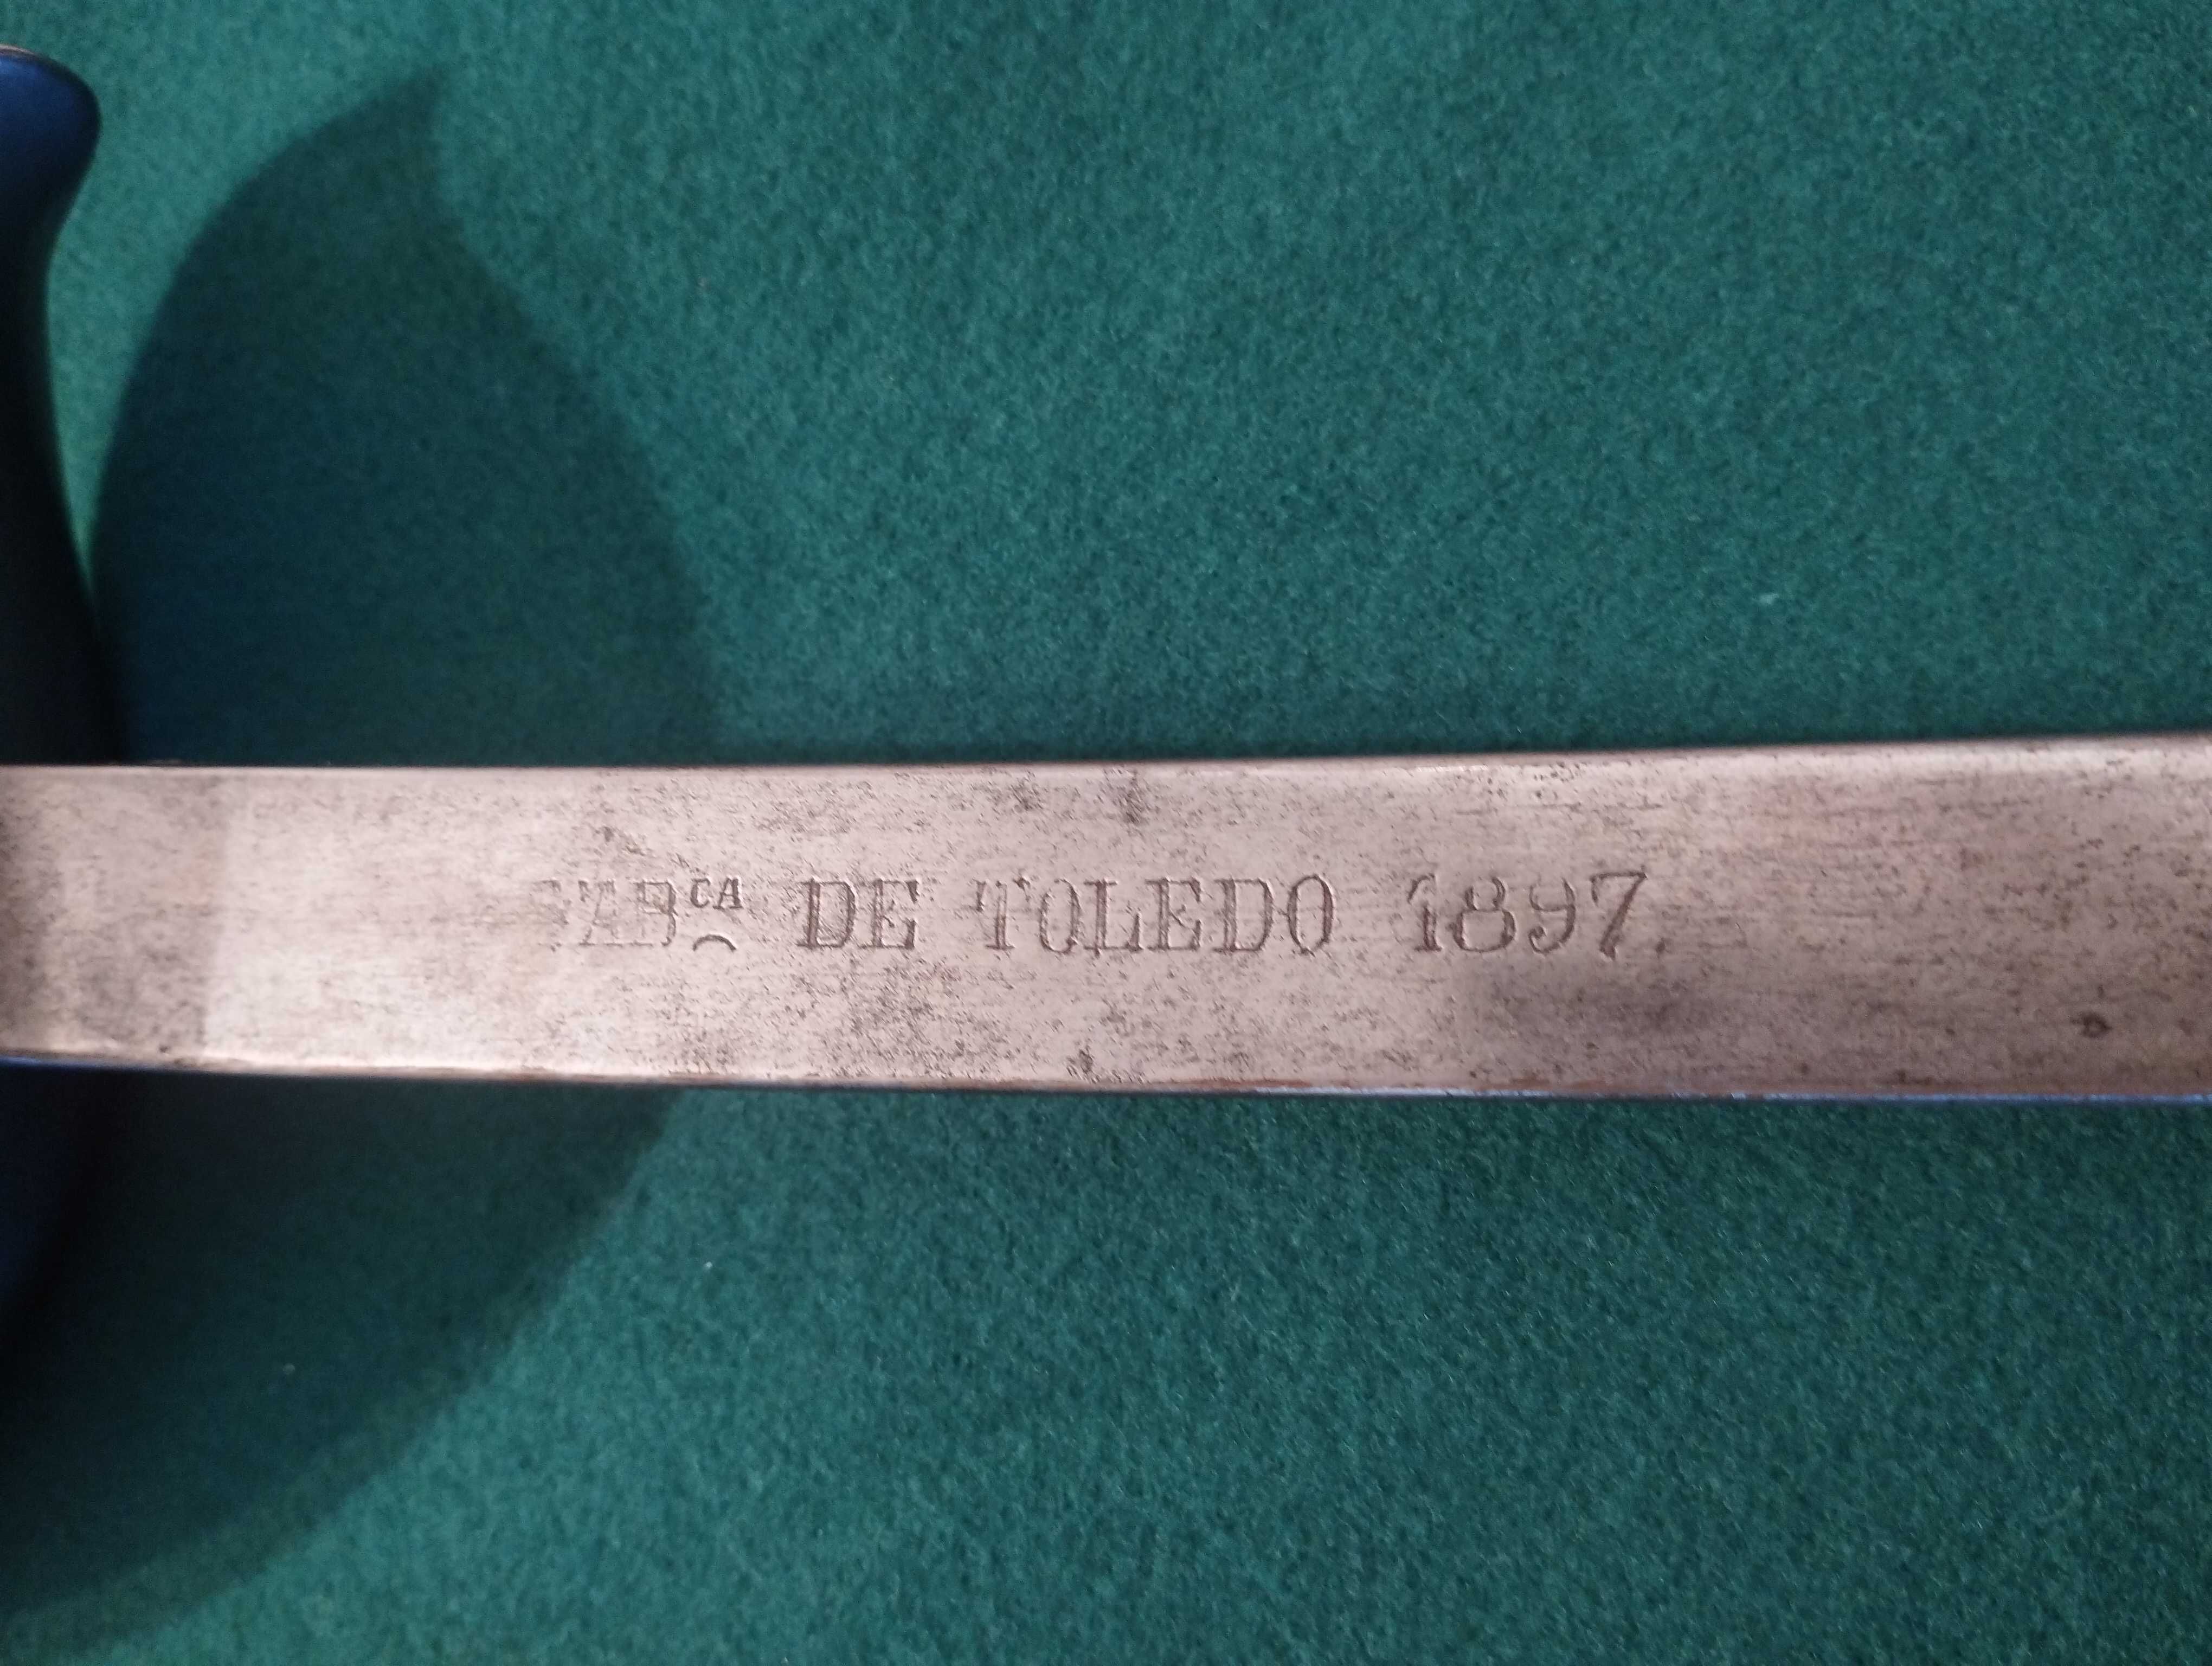 FABᶜᴬ DE TOLEDO 1897.